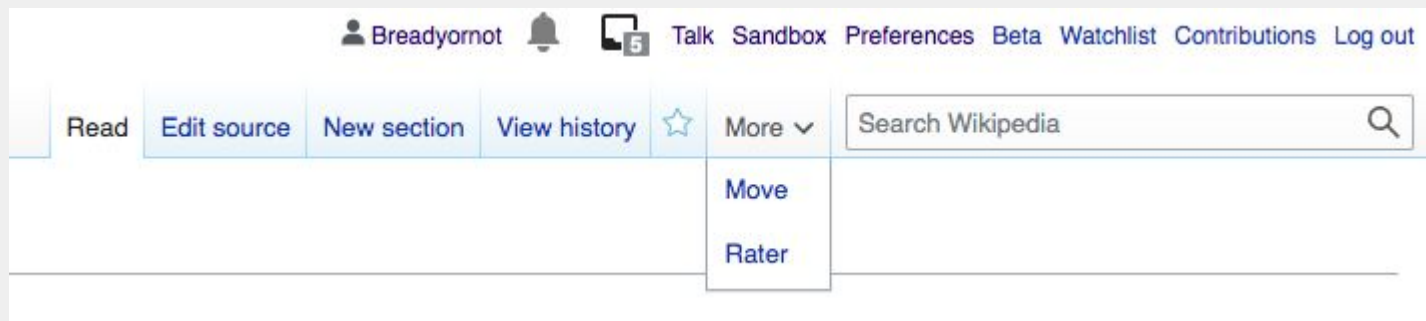 Breadyornot 5 Talk Sandbox Preferences Beta Watchlist Contributions Log out
Read Edit source New section View history More Search Wikipedia
Move
Rater